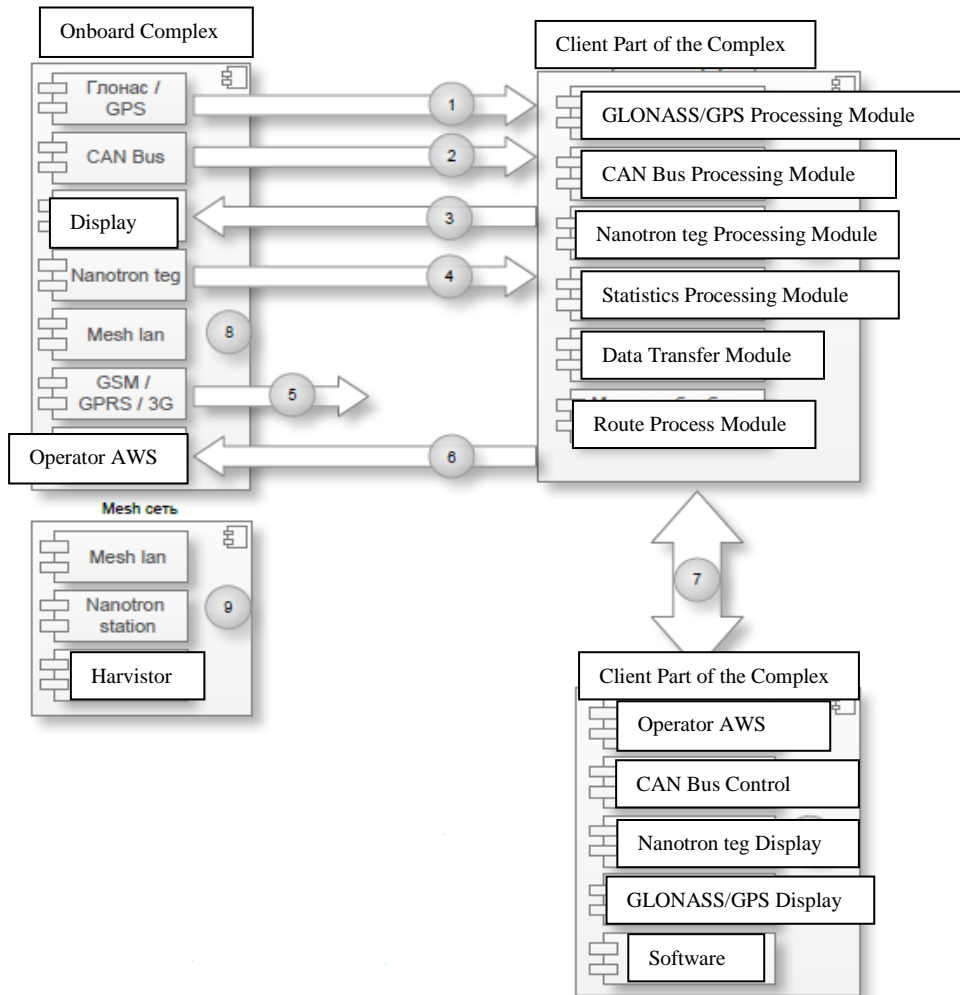 Onboard Complex
Client Part of the Complex
Глонас /
GPS
1
GLONASS/GPS Processing Module
CAN Bus
2
CAN Bus Processing Module
Display
3
Nanotron teg Processing Module
Nanotron teg
4
Statistics Processing Module
Mesh lan
8
Data Transfer Module
GSM /
GPRS / 3G
5
Route Process Module
Operator AWS
6
Mesh сеть
Mesh lan
Nanotron
station
9
Harvistor
7
Client Part of the Complex
Operator AWS
CAN Bus Control
Nanotron teg Display
GLONASS/GPS Display
Software